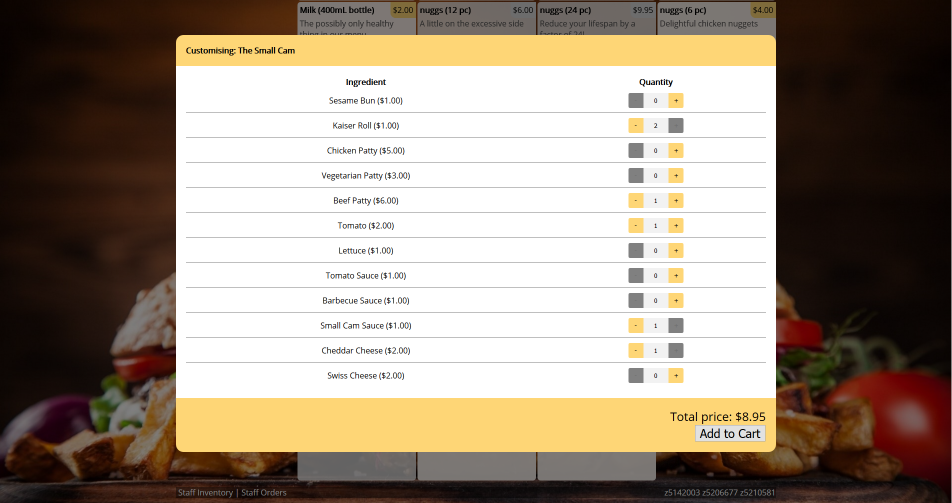 Milk (400mL bottle) $2.00 nuggs (12 pc) $6.00 nuggs (24 pc) $9.95 nuggs (6 pc) $4.00
The possibly only healthy A little on the excessive side Reduce your lifespan by a Delightful chicken nuggets
thing in our menu factor of 24!
Customising: The Small Cam
Ingredient Quantity
Sesame Bun ($1.00) 0 +
Kaiser Roll ($1.00) - 2
Chicken Patty ($5.00) 0 +
Vegetarian Patty ($3.00) 0 +
Beef Patty ($6.00) - 1 +
Tomato ($2.00) - 1 +
Lettuce ($1.00) 0 +
Tomato Sauce ($1.00) 0 +
Barbecue Sauce ($1.00) 0 +
Small Cam Sauce ($1.00) - 1
Cheddar Cheese ($2.00) - 1
Swiss Cheese ($2.00) 0 +
Total price: $8.95
Add to Cart
Staff Inventory | Staff Orders z5142003 z5206677 z5210581